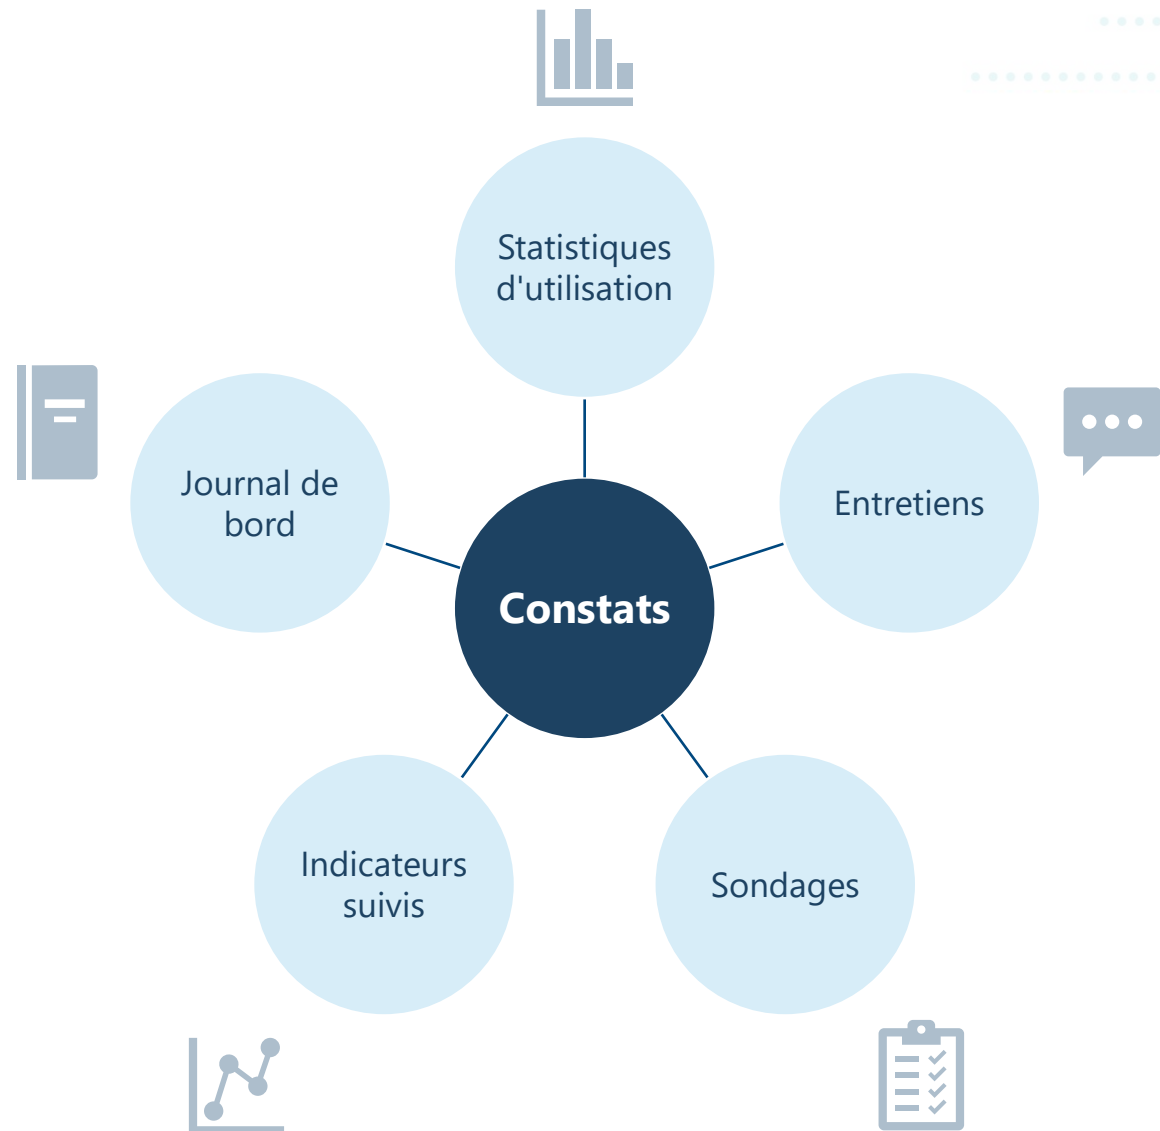 Statistiques
d'utilisation
Journal de
bord
Entretiens
Constats
Indicateurs
suivis
Sondages